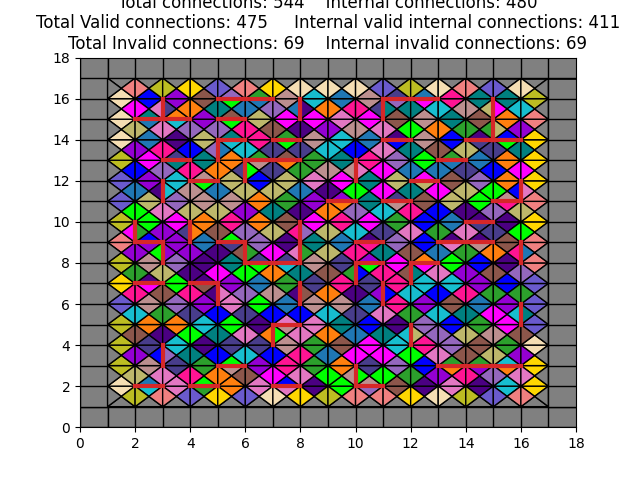 Total connections: 544    Internal connections: 480
Total Valid connections: 475    Internal valid internal connections: 411
Total Invalid connections: 69    Internal invalid connections: 69
18
16
14
12
10
8
6
4
2
0
0 2 4 6 8 10 12 14 16 18